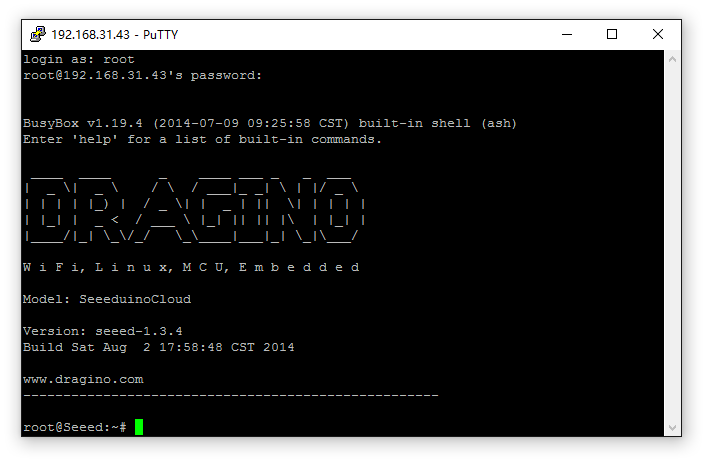 192.168.31.43 - PuTTY
login as: root
root@192.168.31.43's password:
BusyBox v1.19.4 (2014-07-09 09:25:58 CST) built-in shell (ash)
Enter 'help' for a list of built-in commands.
DRAGINO
W i F i, L i n u x, M C U, E m b e d d e d
Model: SeeeduinoCloud
Version: seeed-1.3.4
Build Sat Aug  2 17:58:48 CST 2014
www.dragino.com
----------------------------------------------------
root@Seeed:~#